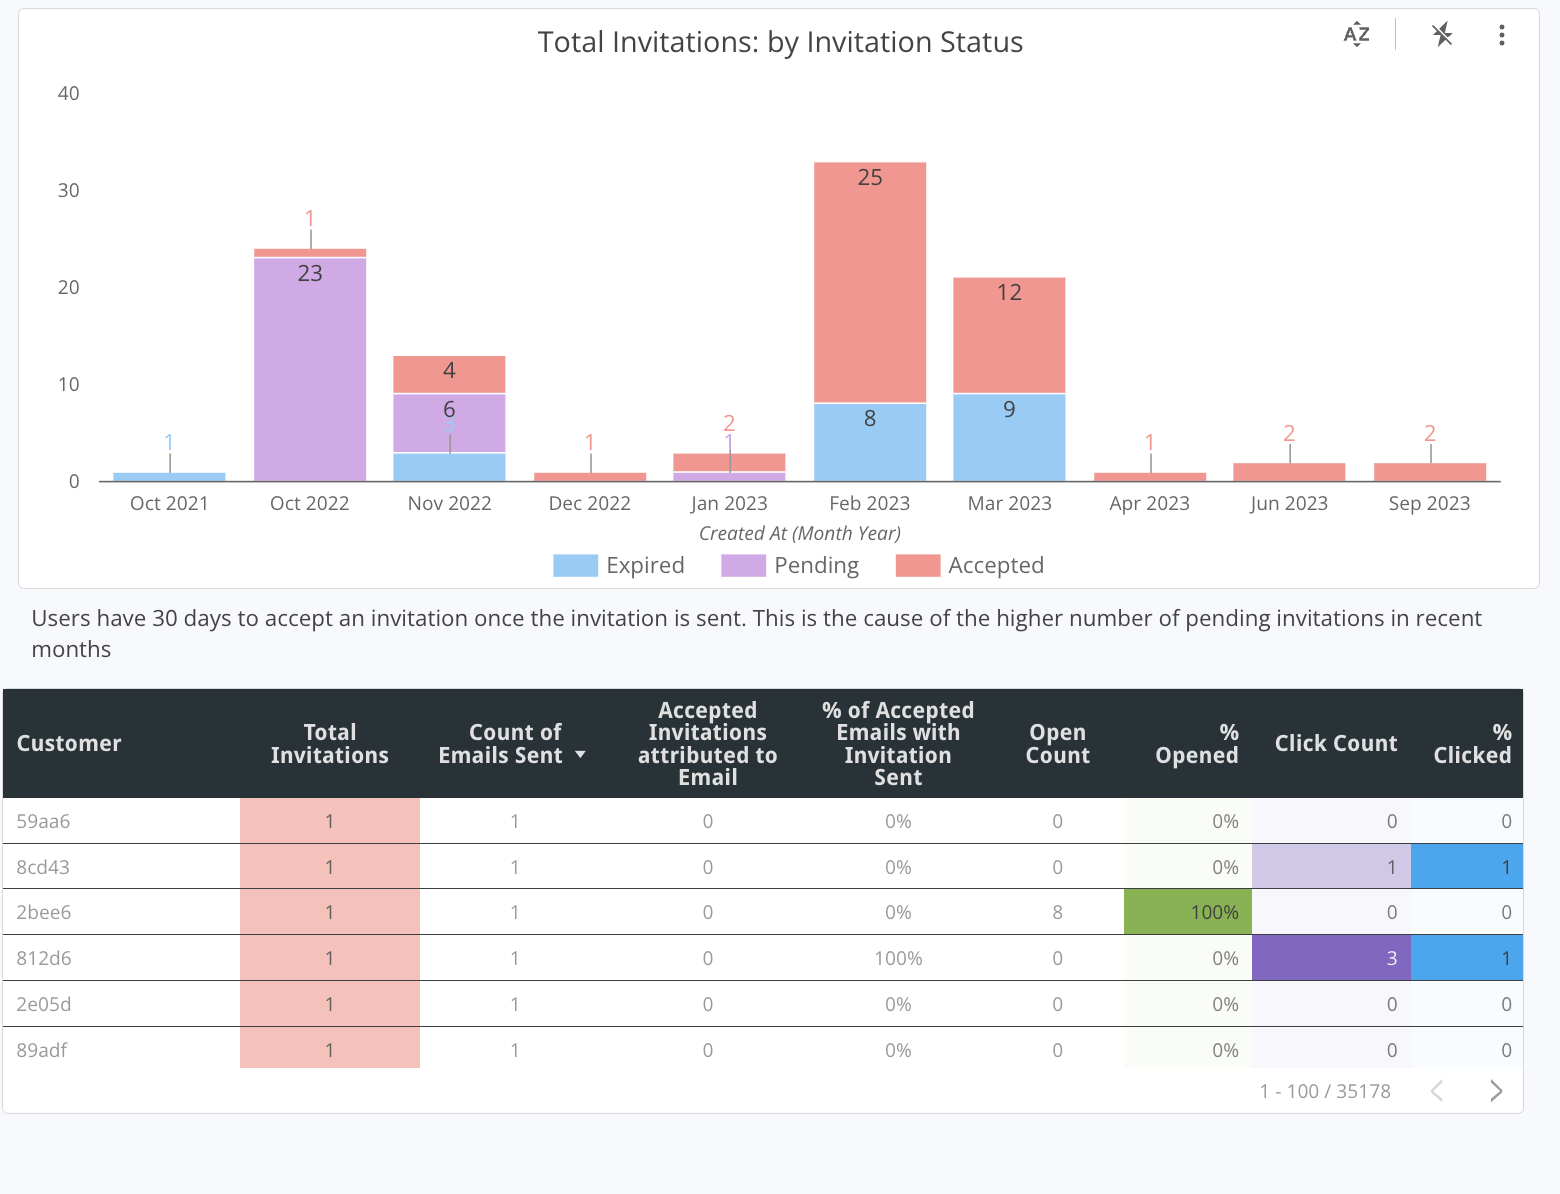 Total Invitations: by Invitation Status
AZ
40
30
20
10
0
1
1
23
4
6
3
1
2
1
25
8
12
9
1
2
2
Oct 2021 Oct 2022 Nov 2022 Dec 2022 Jan 2023 Feb 2023 Mar 2023 Apr 2023 Jun 2023 Sep 2023
Created At (Month Year)
Expired Pending Accepted
Users have 30 days to accept an invitation once the invitation is sent. This is the cause of the higher number of pending invitations in recent
months
Customer
Total
Invitations
Count of
Emails Sent
Accepted
Invitations
attributed to
Email
% of Accepted
Emails with
Invitation
Sent
Open
Count
%
Opened
Click Count
%
Clicked
59aa6 1 1 0 0% 0 0% 0 0
8cd43 1 1 0 0% 0 0% 1 1
2bee6 1 1 0 0% 8 100% 0 0
812d6 1 1 0 100% 0 0% 3 1
2e05d 1 1 0 0% 0 0% 0 0
89adf 1 1 0 0% 0 0% 0 0
1 - 100 / 35178